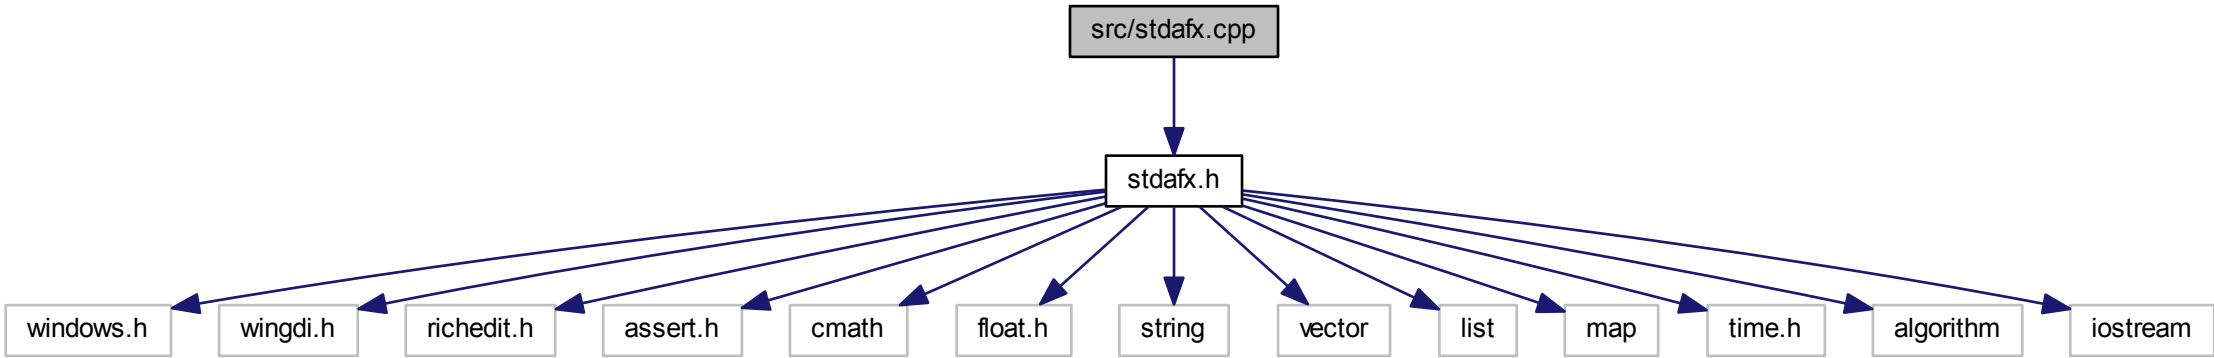 src/stdafx.cpp
stdafx.h
windows.h
wingdi.h
richedit.h
assert.h
cmath
float.h
string
vector
list
map
time.h
algorithm
iostream